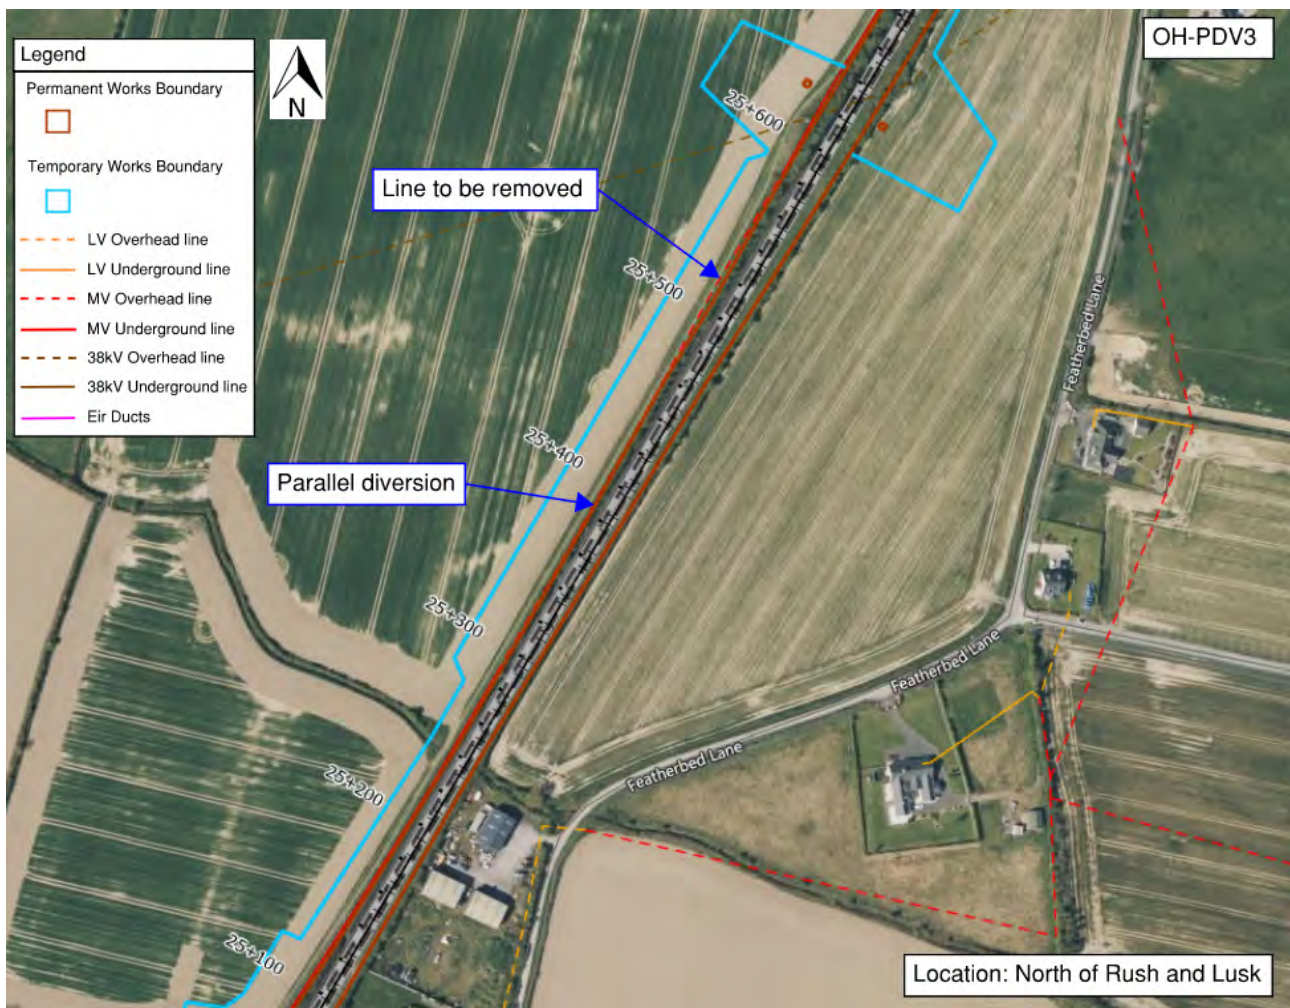 OH-PDV3
Legend
Permanent Works Boundary
Temporary Works Boundary
LV Overhead line
LV Underground line
MV Overhead line
MV Underground line
38kV Overhead line
38kV Underground line
Eir Ducts
N
25+600
Line to be removed
25+500
Featherbed Lane
25+400
Parallel diversion
25+300
Featherbed Lane
Featherbed Lane
25+200
25+100
Location: North of Rush and Lusk